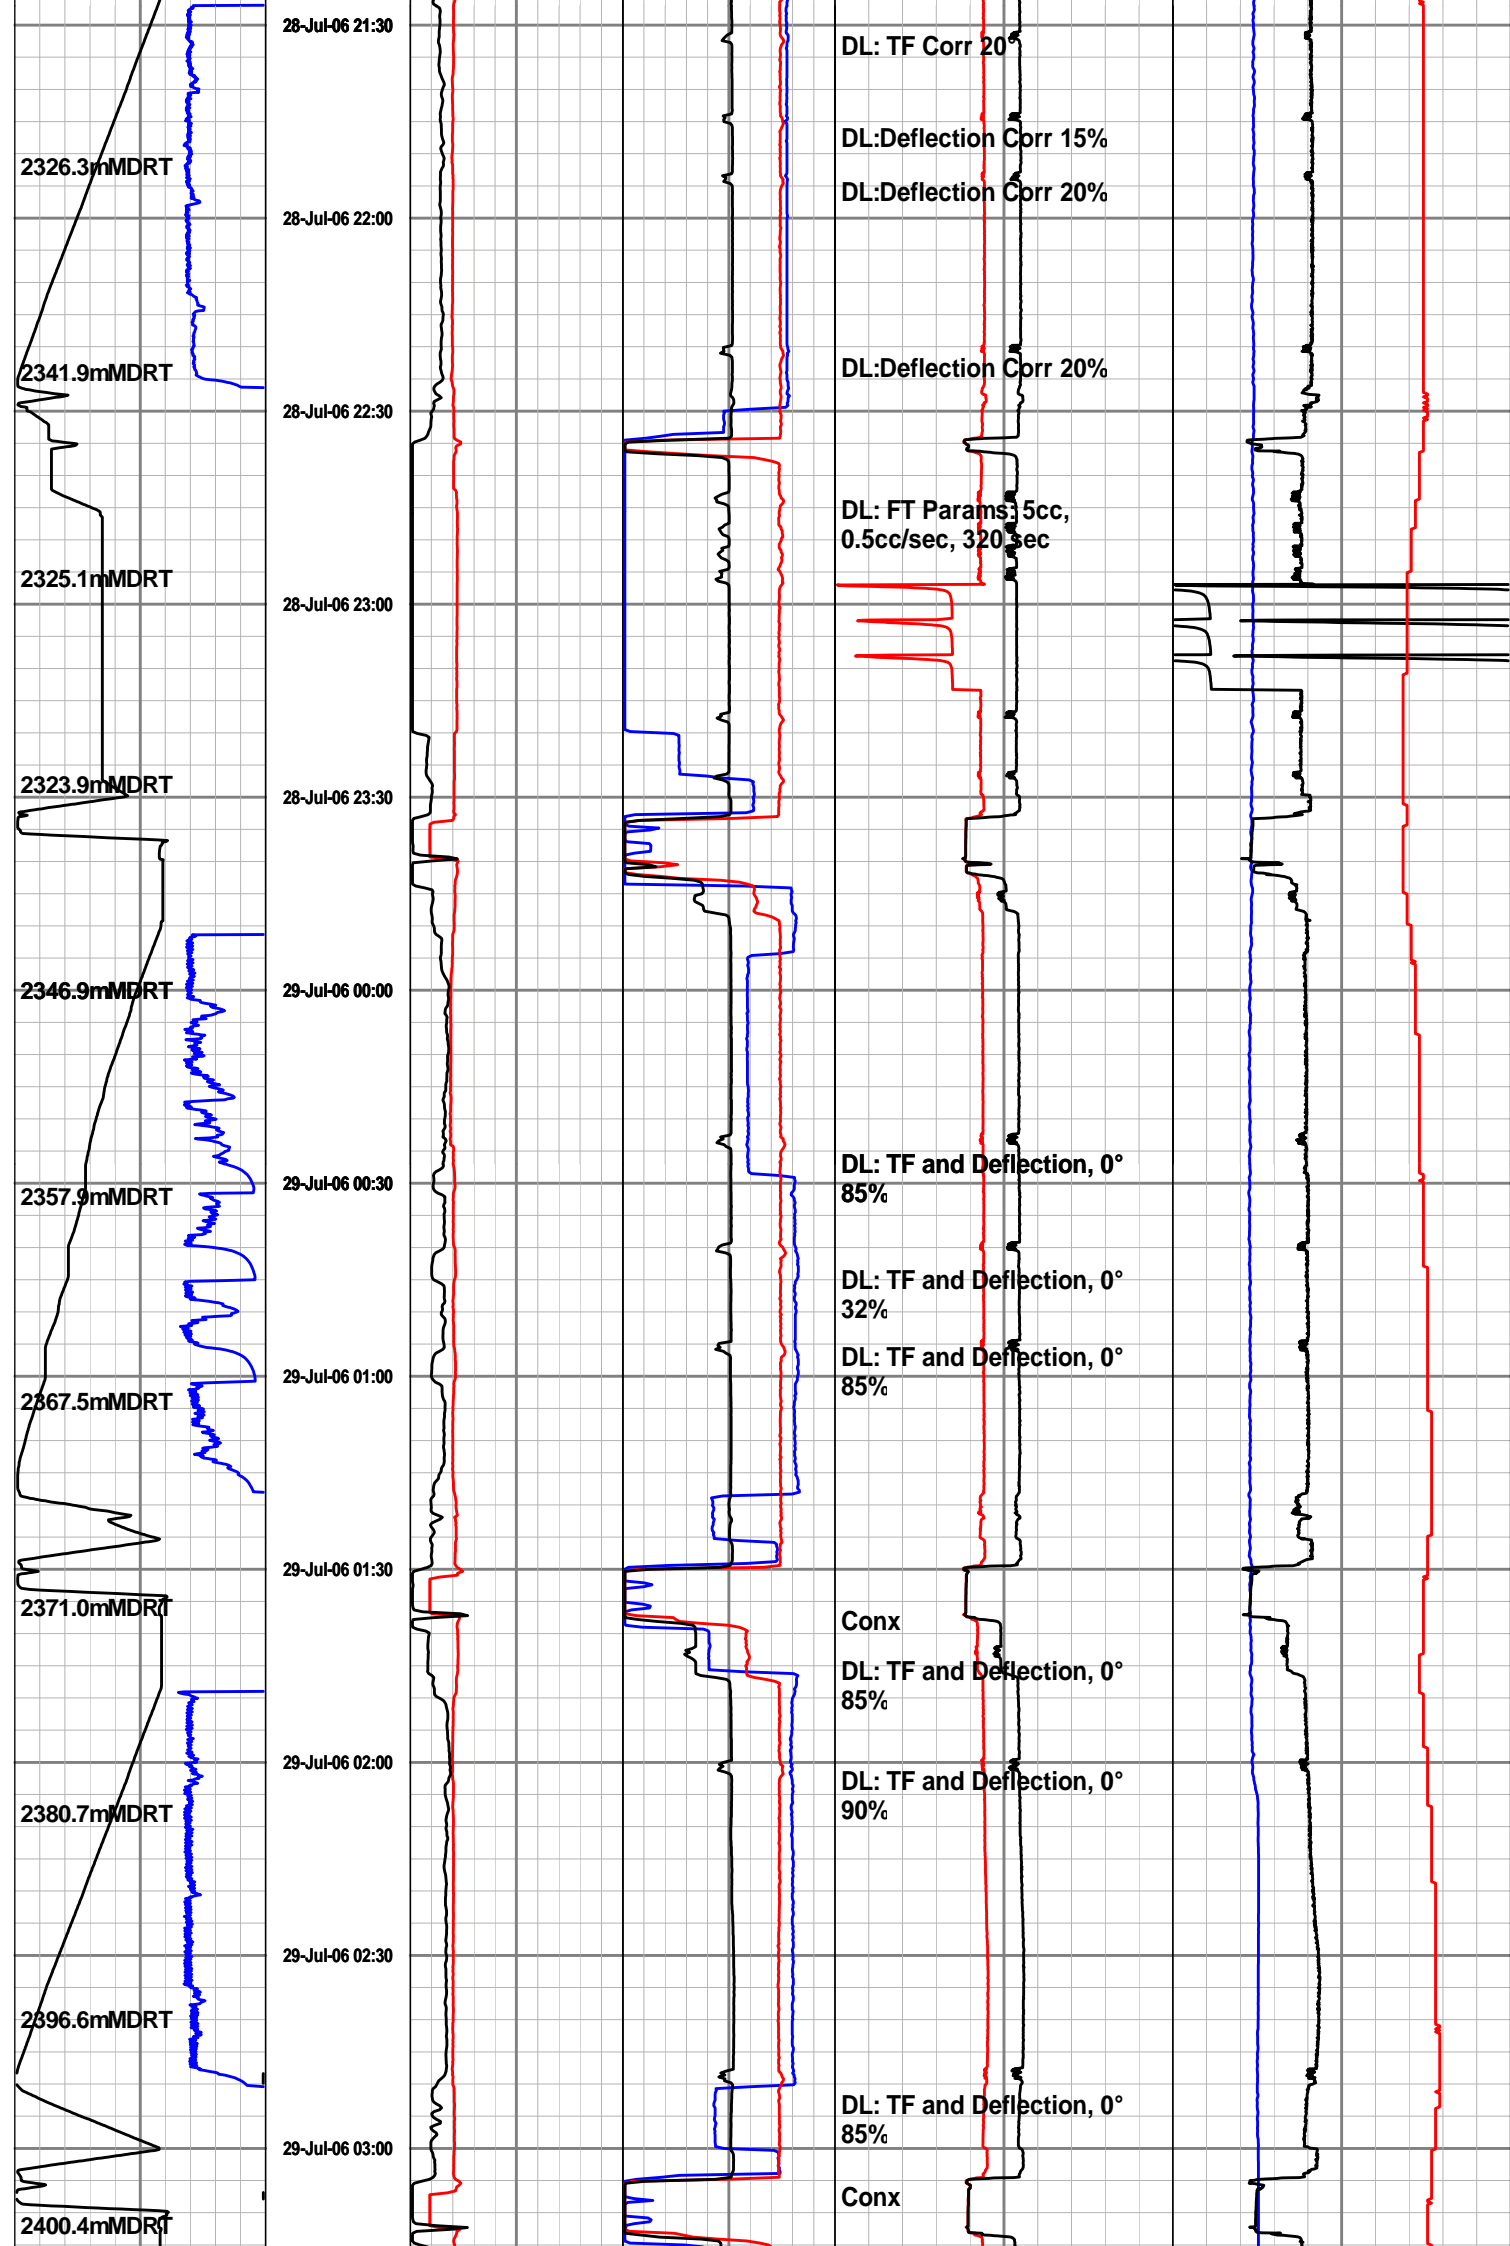 28-Jul-06 21:30
DL: TF Corr 20°
DL:Deflection Corr 15%
2326.3mMDRT
DL:Deflection Corr 20%
28-Jul-06 22:00
2341.9mMDRT
DL:Deflection Corr 20%
28-Jul-06 22:30
DL: FT Params: 5cc,
0.5cc/sec, 320 sec
2325.1mMDRT
28-Jul-06 23:00
2323.9mMDRT
28-Jul-06 23:30
2346.9mMDRT
29-Jul-06 00:00
DL: TF and Deflection, 0°
85%
29-Jul-06 00:30
2357.9mMDRT
DL: TF and Deflection, 0°
32%
DL: TF and Deflection, 0°
85%
29-Jul-06 01:00
2367.5mMDRT
29-Jul-06 01:30
2371.0mMDRT
Conx
DL: TF and Deflection, 0°
85%
29-Jul-06 02:00
DL: TF and Deflection, 0°
90%
2380.7mMDRT
29-Jul-06 02:30
2396.6mMDRT
DL: TF and Deflection, 0°
85%
29-Jul-06 03:00
Conx
2400.4mMDRT